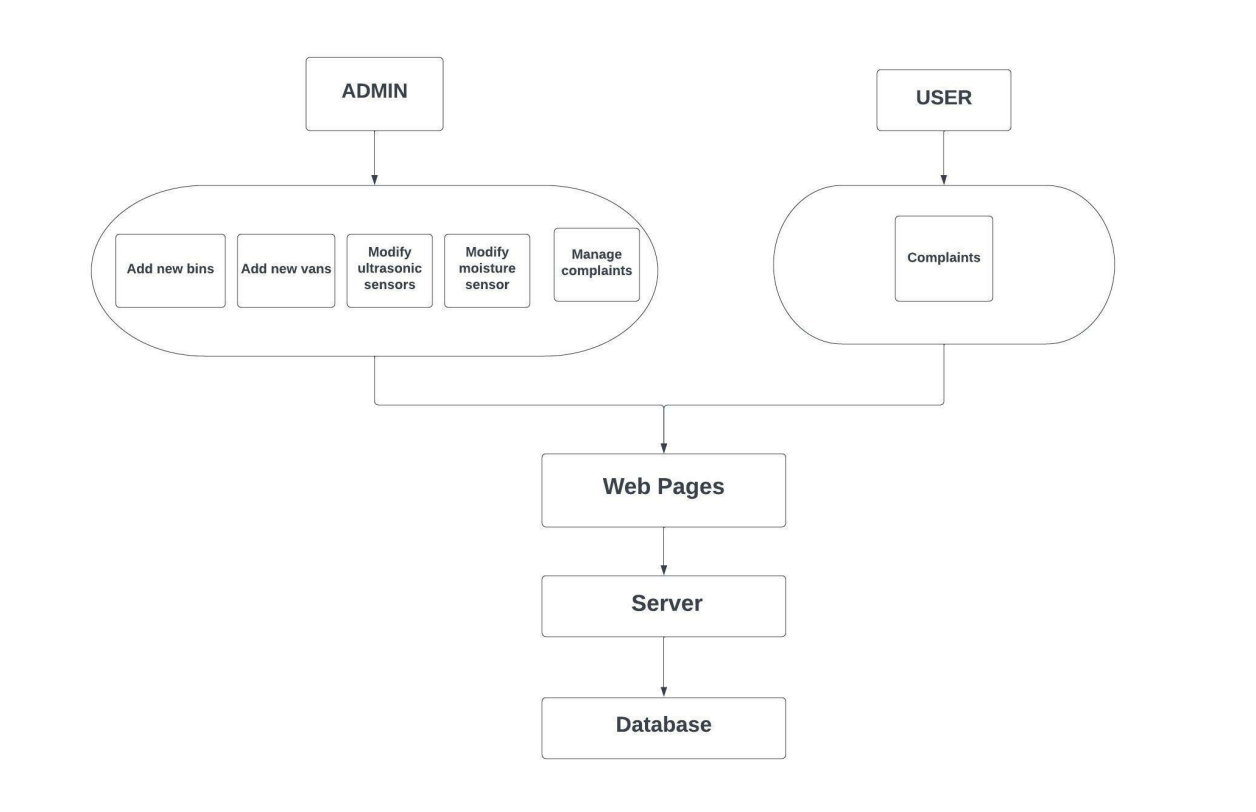 ADMIN
USER
Add new bins
Add new vans
Modify
ultrasonic
sensors
Modify
moisture
sensor
Manage
complaints
Complaints
Web Pages
Server
Database